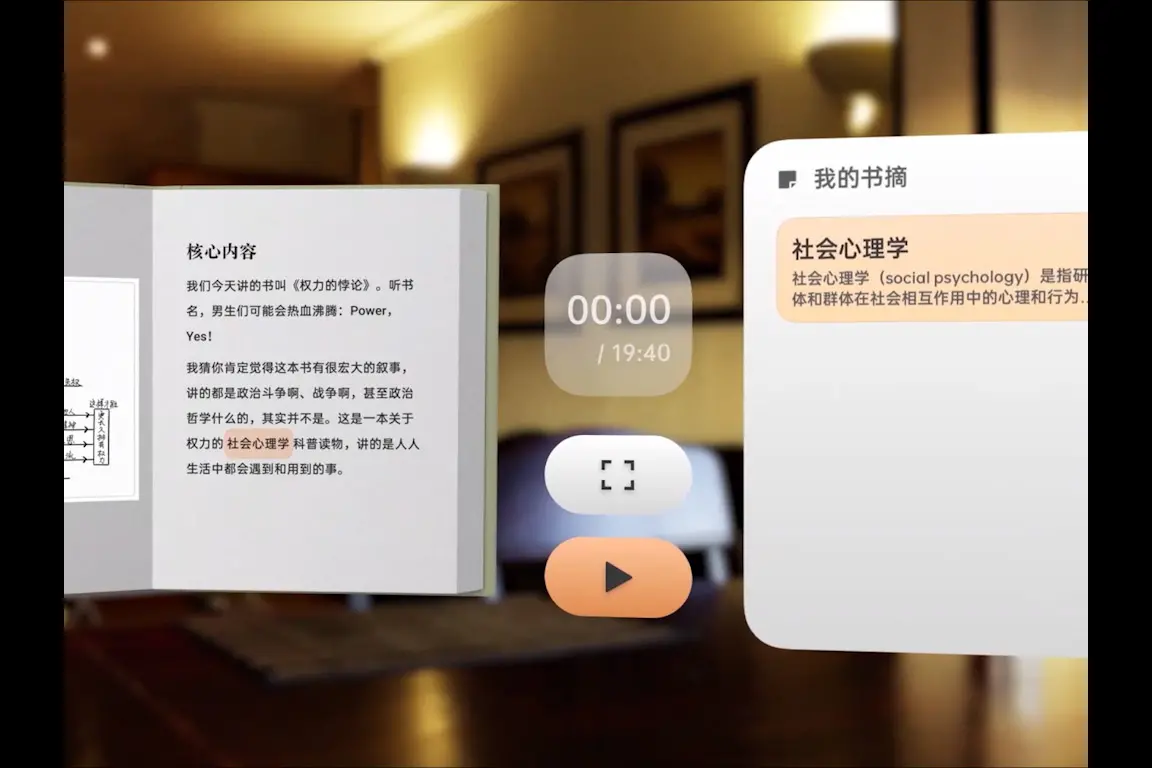 核心内容
我们今天讲的书叫《权力的悖论》。听书
名，男生们可能会热血沸腾：Power，
Yes！
我猜你肯定觉得这本书有很宏大的叙事，
讲的都是政治斗争啊、战争啊，甚至政治
哲学什么的，其实并不是。这是一本关于
权力的社会心理学科普读物，讲的是人人
生活中都会遇到和用到的事。
00:00
/ 19:40
我的书摘
社会心理学
社会心理学（social psychology）是指研
体和群体在社会相互作用中的心理和行为…